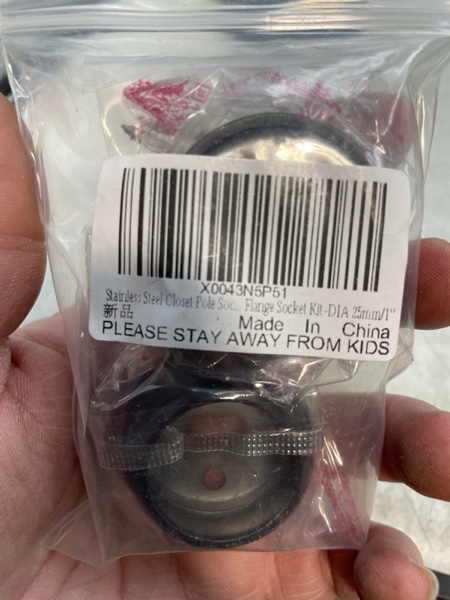 X0043N5P51
Stainless Steel Closet Pole Soc... Flange Socket Kit-DIA 25mm/1"
新品
Made In China
PLEASE STAY AWAY FROM KIDS